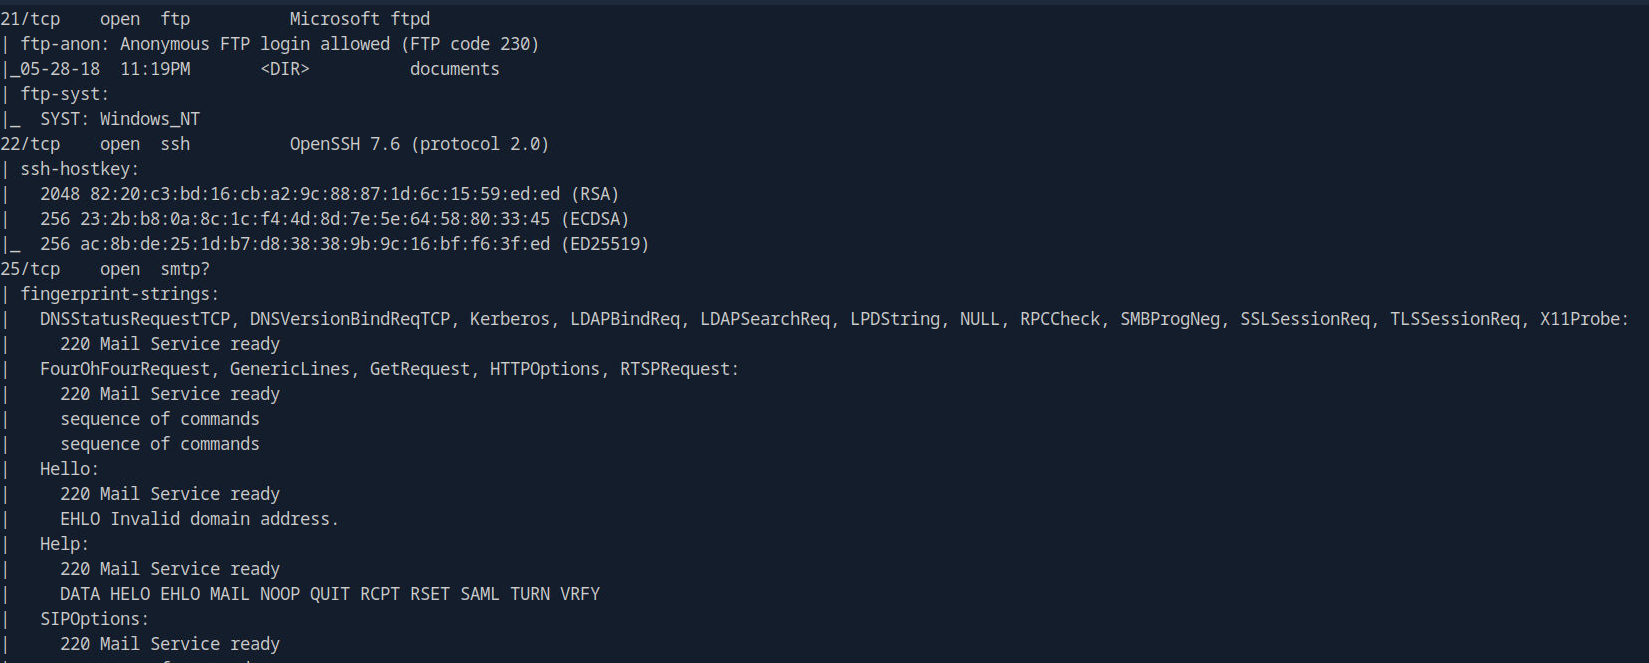 21/tcp    open  ftp          Microsoft ftpd
| ftp-anon: Anonymous FTP login allowed (FTP code 230)
|_05-28-18  11:19PM       <DIR>          documents
| ftp-syst:
|_  SYST: Windows_NT
22/tcp    open  ssh          OpenSSH 7.6 (protocol 2.0)
| ssh-hostkey:
|   2048 82:20:c3:bd:16:cb:a2:9c:88:87:1d:6c:15:59:ed:ed (RSA)
|   256 23:2b:b8:0a:8c:1c:f4:4d:8d:7e:5e:64:58:80:33:45 (ECDSA)
|_  256 ac:8b:de:25:1d:b7:d8:38:38:9b:9c:16:bf:f6:3f:ed (ED25519)
25/tcp    open  smtp?
| fingerprint-strings:
|   DNSStatusRequestTCP, DNSVersionBindReqTCP, Kerberos, LDAPBindReq, LDAPSearchReq, LPDString, NULL, RPCCheck, SMBProgNeg, SSLSessionReq, TLSSessionReq, X11Probe:
|     220 Mail Service ready
|   FourOhFourRequest, GenericLines, GetRequest, HTTPOptions, RTSPRequest:
|     220 Mail Service ready
|     sequence of commands
|     sequence of commands
|   Hello:
|     220 Mail Service ready
|     EHLO Invalid domain address.
|   Help:
|     220 Mail Service ready
|     DATA HELO EHLO MAIL NOOP QUIT RCPT RSET SAML TURN VRFY
|   SIPOptions:
|     220 Mail Service ready